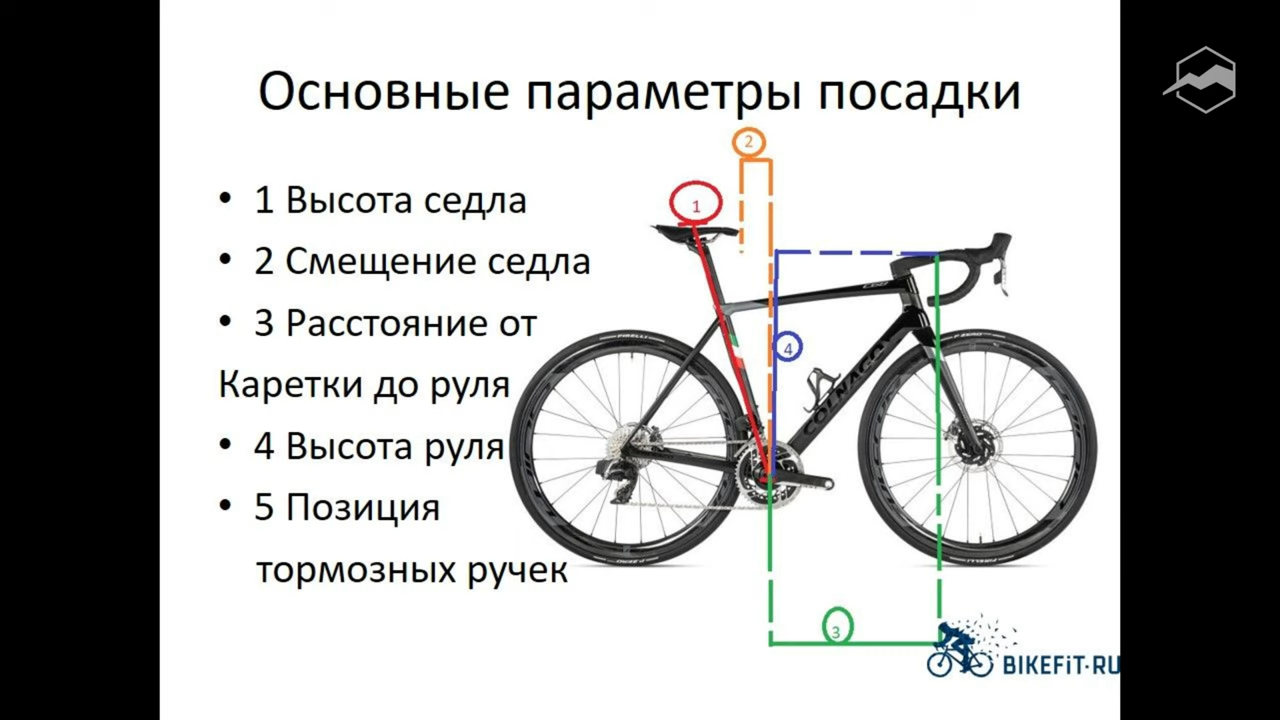 Основные параметры посадки
• 1 Высота седла
• 2 Смещение седла
• 3 Расстояние от
Каретки до руля
• 4 Высота руля
• 5 Позиция
тормозных ручек
2
1
4
3
COLNAGO
PIRELLI
BIKEFiT·RU